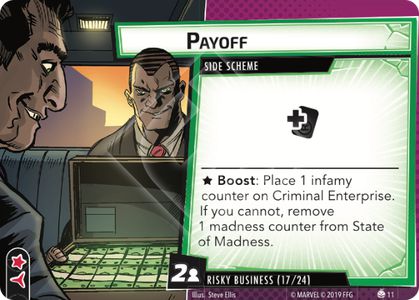 PAYOFF
SIDE SCHEME
★ Boost: Place 1 infamy
counter on Criminal Enterprise.
If you cannot, remove
1 madness counter from State
of Madness.
2
RISKY BUSINESS (17/24)
Illus. Steve Ellis
© MARVEL © 2019 FFG
11